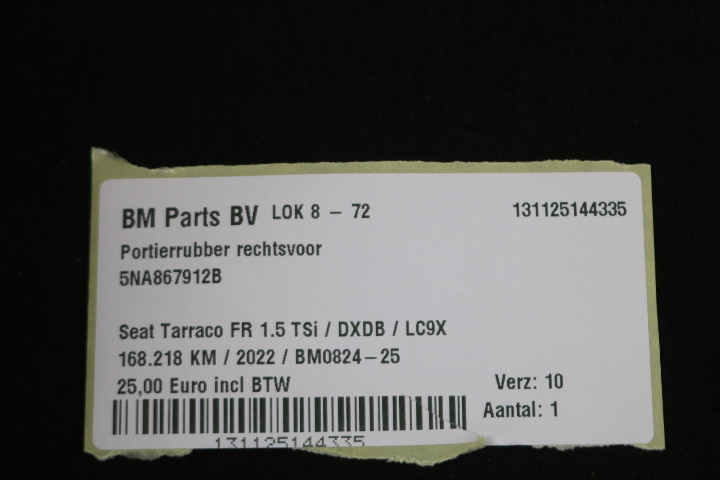 BM Parts BV LOK 8 - 72 131125144335
Portierrubber rechtsvoor
5NA867912B
Seat Tarraco FR 1.5 TSi / DXDB / LC9X
168.218 KM / 2022 / BM0824-25
25,00 Euro incl BTW Verz: 10
Aantal: 1
131125144335